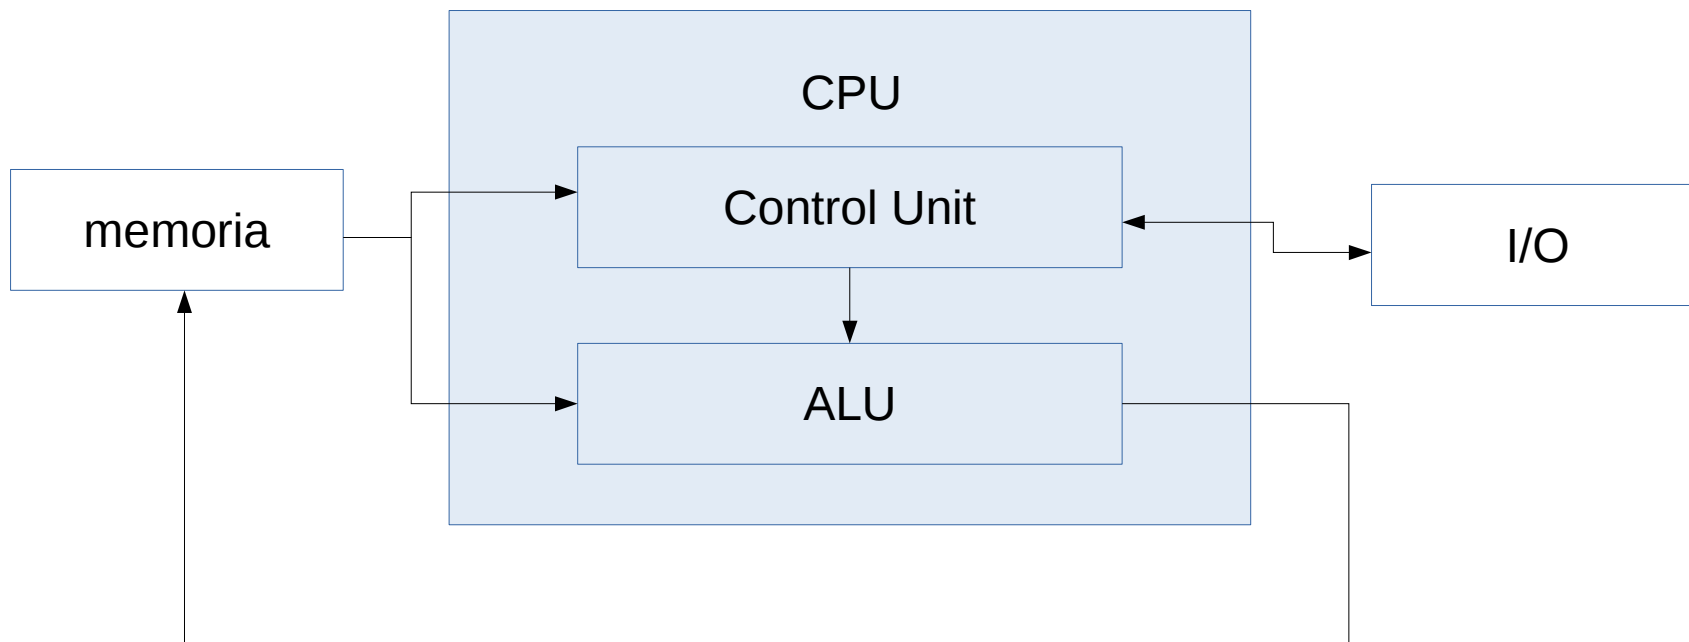 CPU
memoria
Control Unit
I/O
ALU